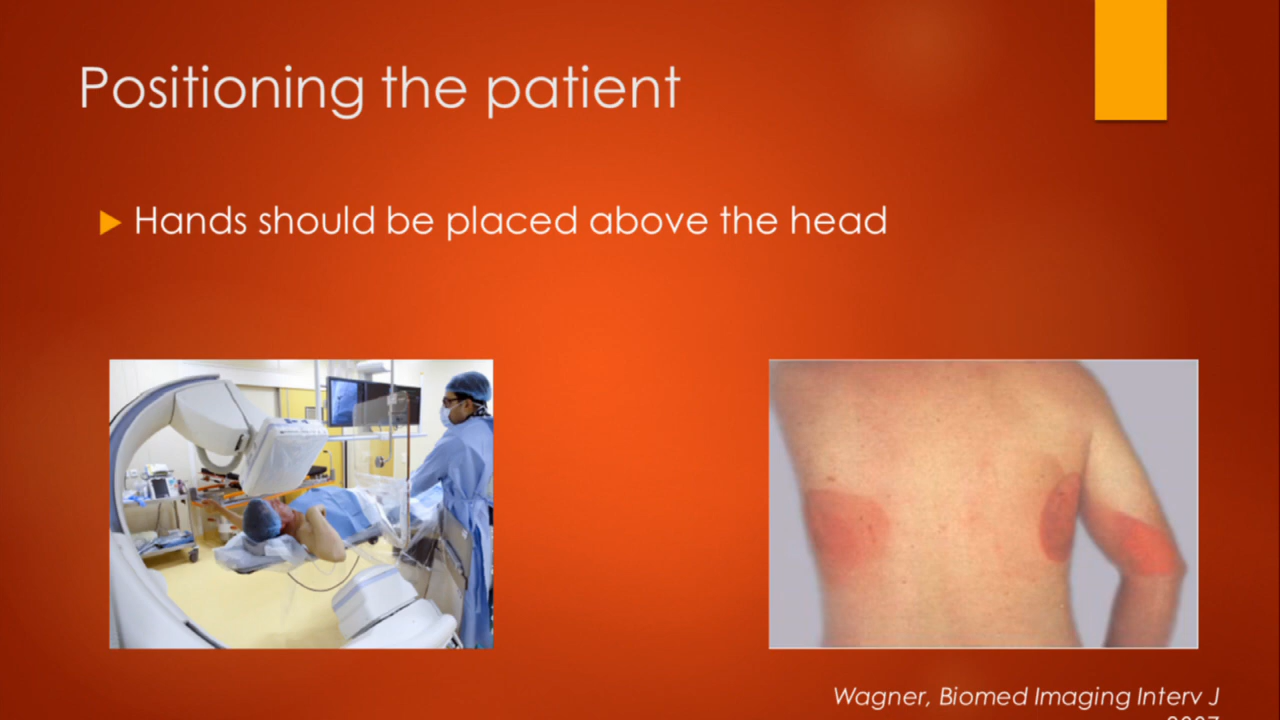 Positioning the patient
Hands should be placed above the head
Wagner, Biomed Imaging Interv J